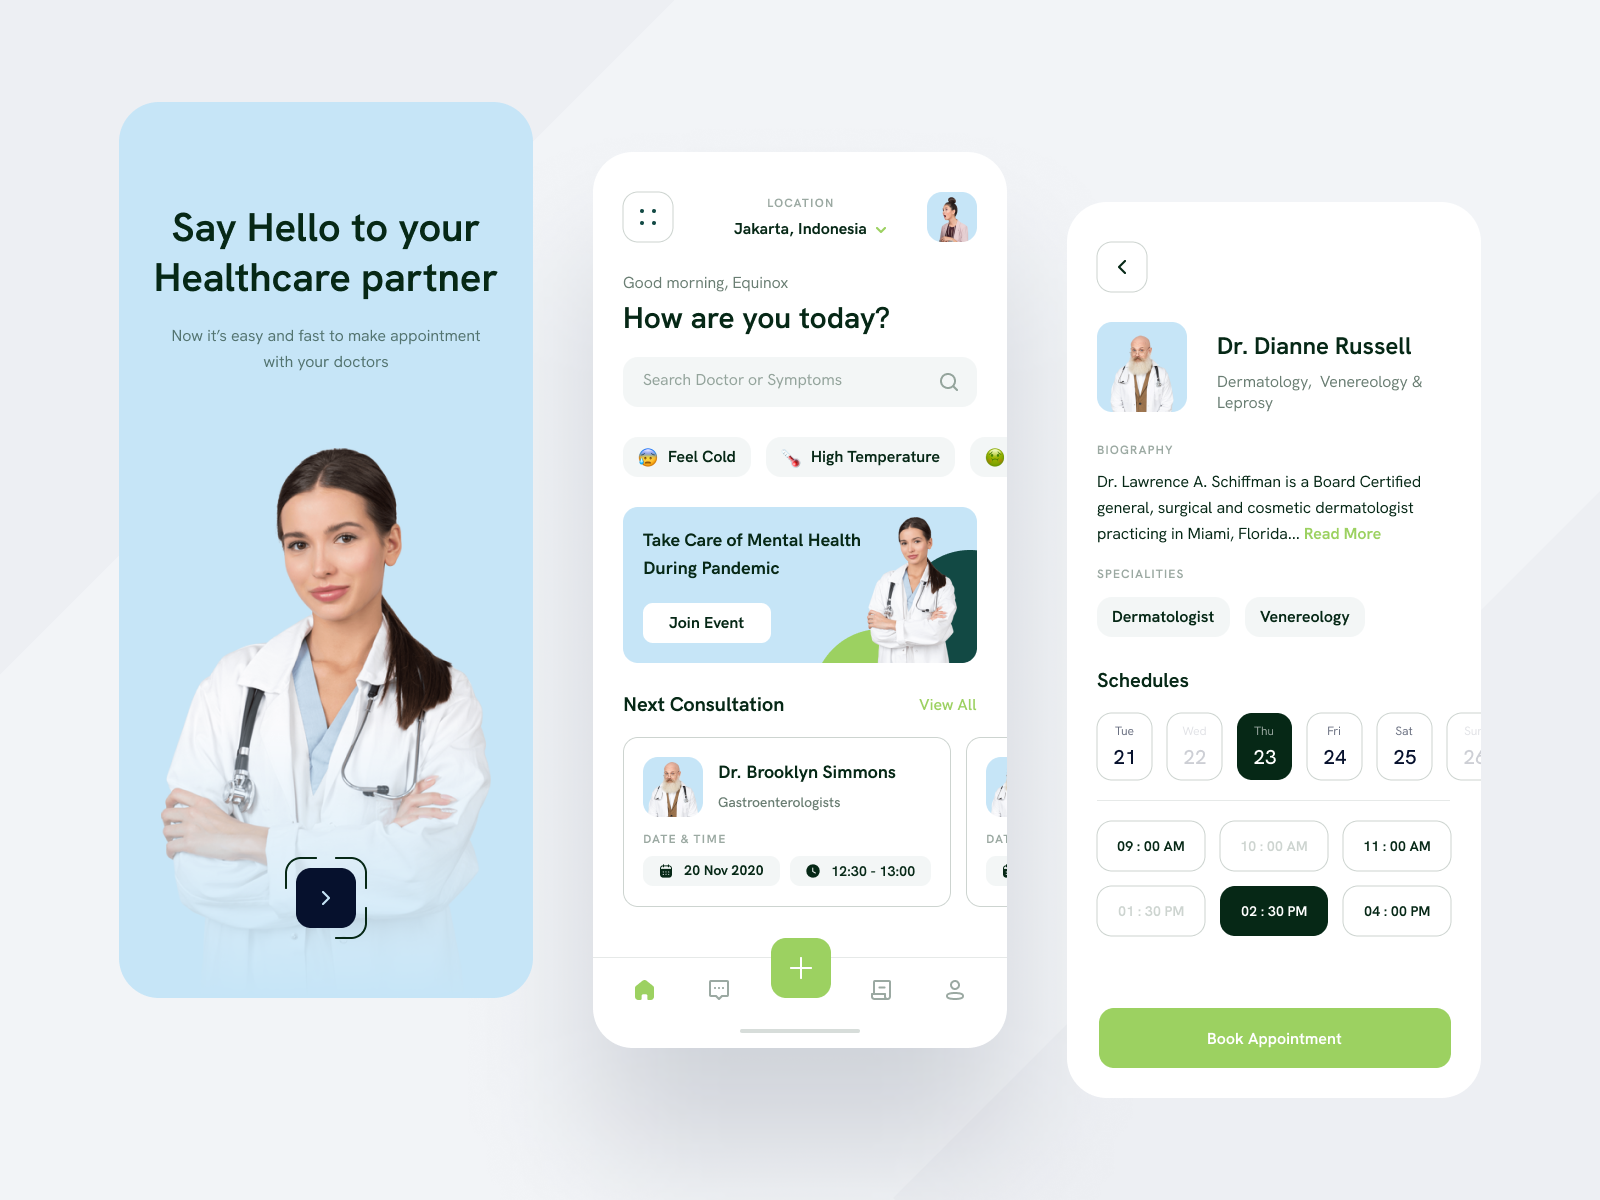 Say Hello to your
Healthcare partner
Now it's easy and fast to make appointment
with your doctors
LOCATION
Jakarta, Indonesia
Good morning, Equinox
How are you today?
Search Doctor or Symptoms
Feel Cold
High Temperature
Take Care of Mental Health
During Pandemic
Join Event
Next Consultation
View All
Dr. Brooklyn Simmons
Gastroenterologists
DATE & TIME
DAT
20 Nov 2020
12:30 - 13:00
Dr. Dianne Russell
Dermatology,  Venereology &
Leprosy
BIOGRAPHY
Dr. Lawrence A. Schiffman is a Board Certified
general, surgical and cosmetic dermatologist
practicing in Miami, Florida... Read More
SPECIALITIES
Dermatologist
Venereology
Schedules
Tue Wed Thu Fri Sat Sun
21 22 23 24 25 26
09 : 00 AM
10 : 00 AM
11 : 00 AM
01 : 30 PM
02 : 30 PM
04 : 00 PM
Book Appointment